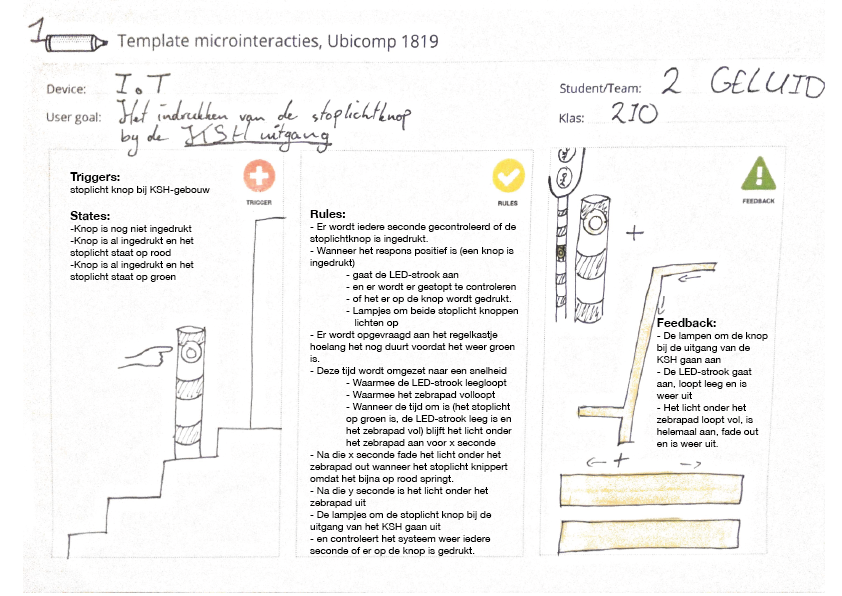 1
Template microinteracties, Ubicomp 1819
Device: I.o.T
User goal: Het indrukken van de stoplichtknop
by de KSH uitgang
Student/Team: 2 GELUID
Klas: 210
Triggers:
stoplicht knop bij KSH-gebouw
States:
-Knop is nog niet ingedrukt
-Knop is al ingedrukt en het
stoplicht staat op rood
-Knop is al ingedrukt en het
stoplicht staat op groen
TRIGGER
RULES
Rules:
- Er wordt iedere seconde gecontroleerd of de
stoplichtknop is ingedrukt.
- Wanneer het respons positief is (een knop is
ingedrukt)
- gaat de LED-strook aan
- en er wordt er gestopt te controleren
- of het er op de knop wordt gedrukt.
- Lampjes om beide stoplicht knoppen
lichten op
- Er wordt opgevraagd aan het regelkastje
hoelang het nog duurt voordat het weer groen
is.
- Deze tijd wordt omgezet naar een snelheid
- Waarmee de LED-strook leegloopt
- Waarmee het zebrapad volloopt
- Wanneer de tijd om is (het stoplicht
op groen is, de LED-strook leeg is en
het zebrapad vol) blijft het licht onder
het zebrapad aan voor x seconde
- Na die x seconde fade het licht onder het
zebrapad out wanneer het stoplicht knippert
omdat het bijna op rood springt.
- Na die y seconde is het licht onder het
zebrapad uit
- De lampjes om de stoplicht knop bij de
uitgang van het KSH gaan uit
- en controleert het systeem weer iedere
seconde of er op de knop is gedrukt.
FEEDBACK
+
Feedback:
- De lampen om de knop
bij de uitgang van de
KSH gaan aan
- De LED-strook gaat
aan, loopt leeg en is
weer uit
- Het licht onder het
zebrapad loopt vol, is
helemaal aan, fade out
en is weer uit.
+